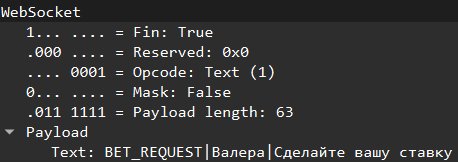 WebSocket
1... .... = Fin: True
.000 .... = Reserved: 0x0
.... 0001 = Opcode: Text (1)
0... .... = Mask: False
.011 1111 = Payload length: 63
Payload
Text: BET_REQUEST|Валера|Сделайте вашу ставку